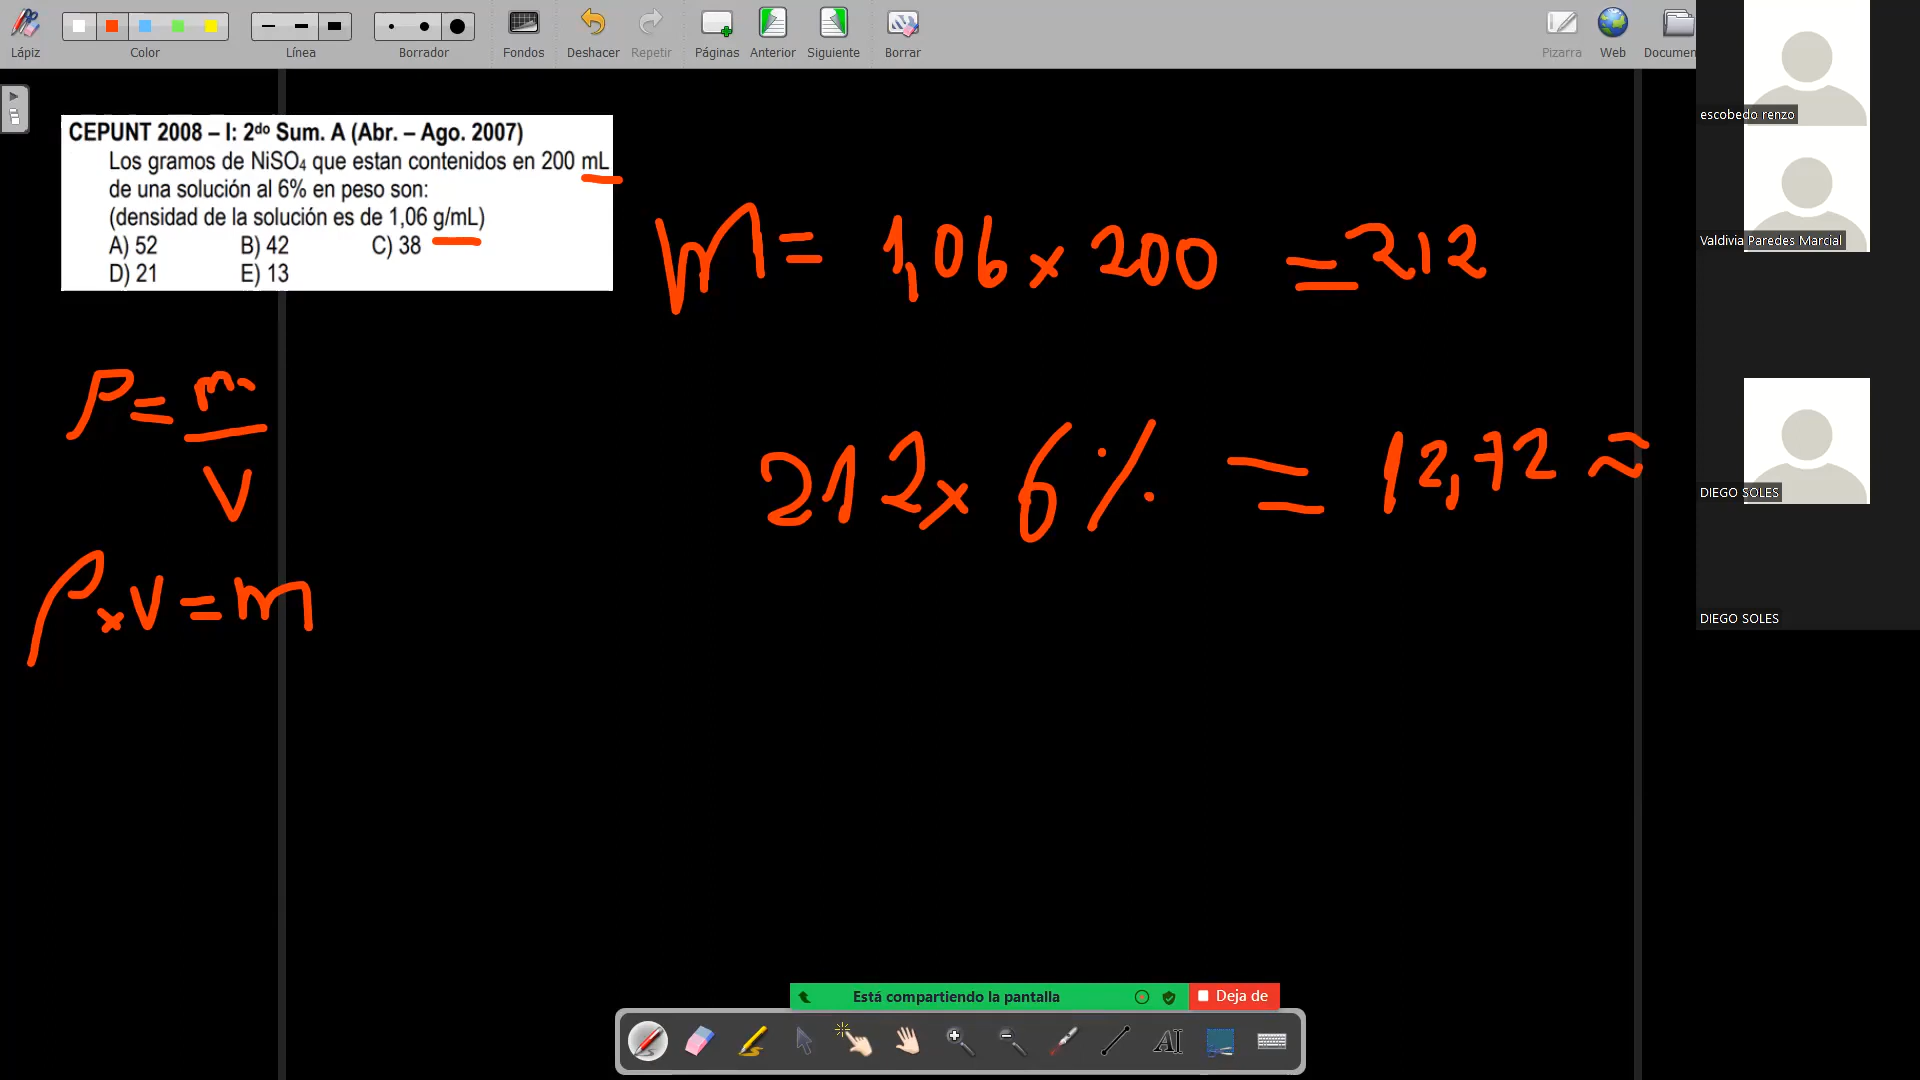 Lápiz
Color
Línea
Borrador
Fondos
Deshacer
Repetir
Páginas
Anterior
Siguiente
Borrar
Pizarra
Web
Documen
CEPUNT 2008 – I: 2do Sum. A (Abr. – Ago. 2007)
Los gramos de NiSO4 que estan contenidos en 200 mL
de una solución al 6% en peso son:
(densidad de la solución es de 1,06 g/mL)
A) 52 B) 42 C) 38
D) 21 E) 13
m = 1,06 x 200 = 212
ρ = m
V
212 x 6% = 12,72 ≈
ρ x V = m
escobedo renzo
Valdivia Paredes Marcial
DIEGO SOLES
DIEGO SOLES
Está compartiendo la pantalla
Deja de
AI